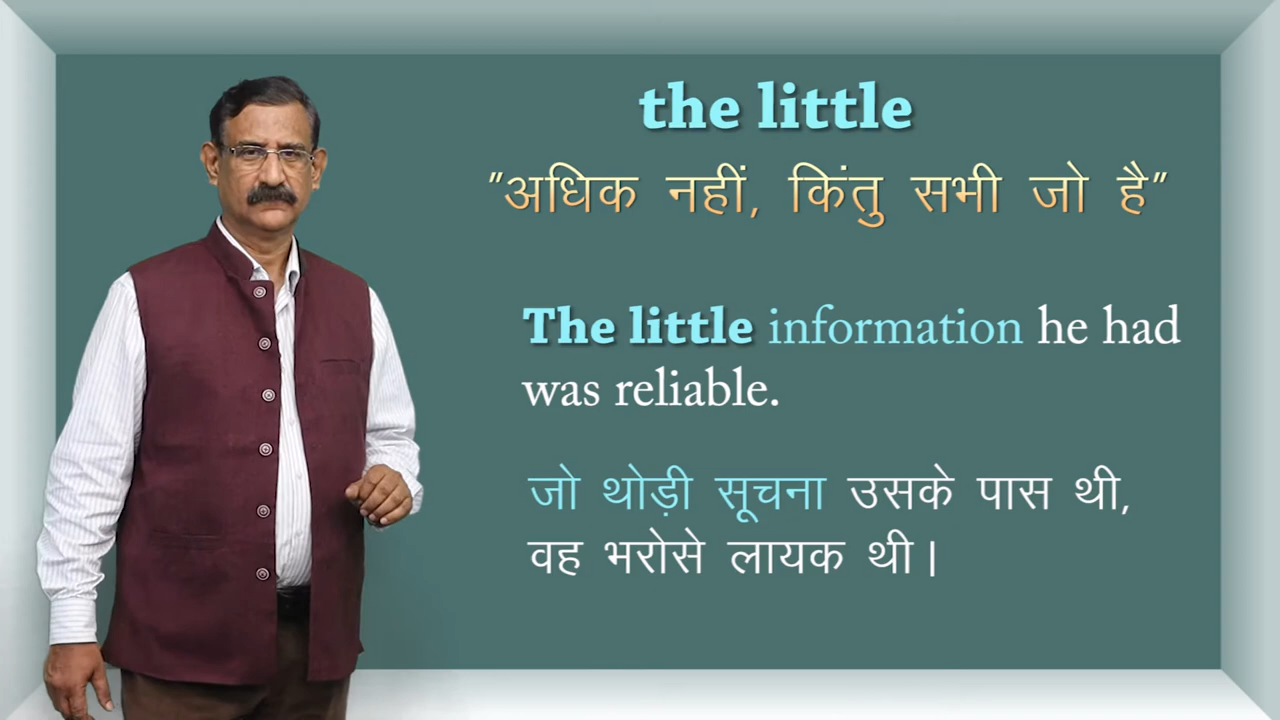 the little
"अधिक नहीं, किंतु सभी जो है"
The little information he had
was reliable.
जो थोड़ी सूचना उसके पास थी,
वह भरोसे लायक थी।